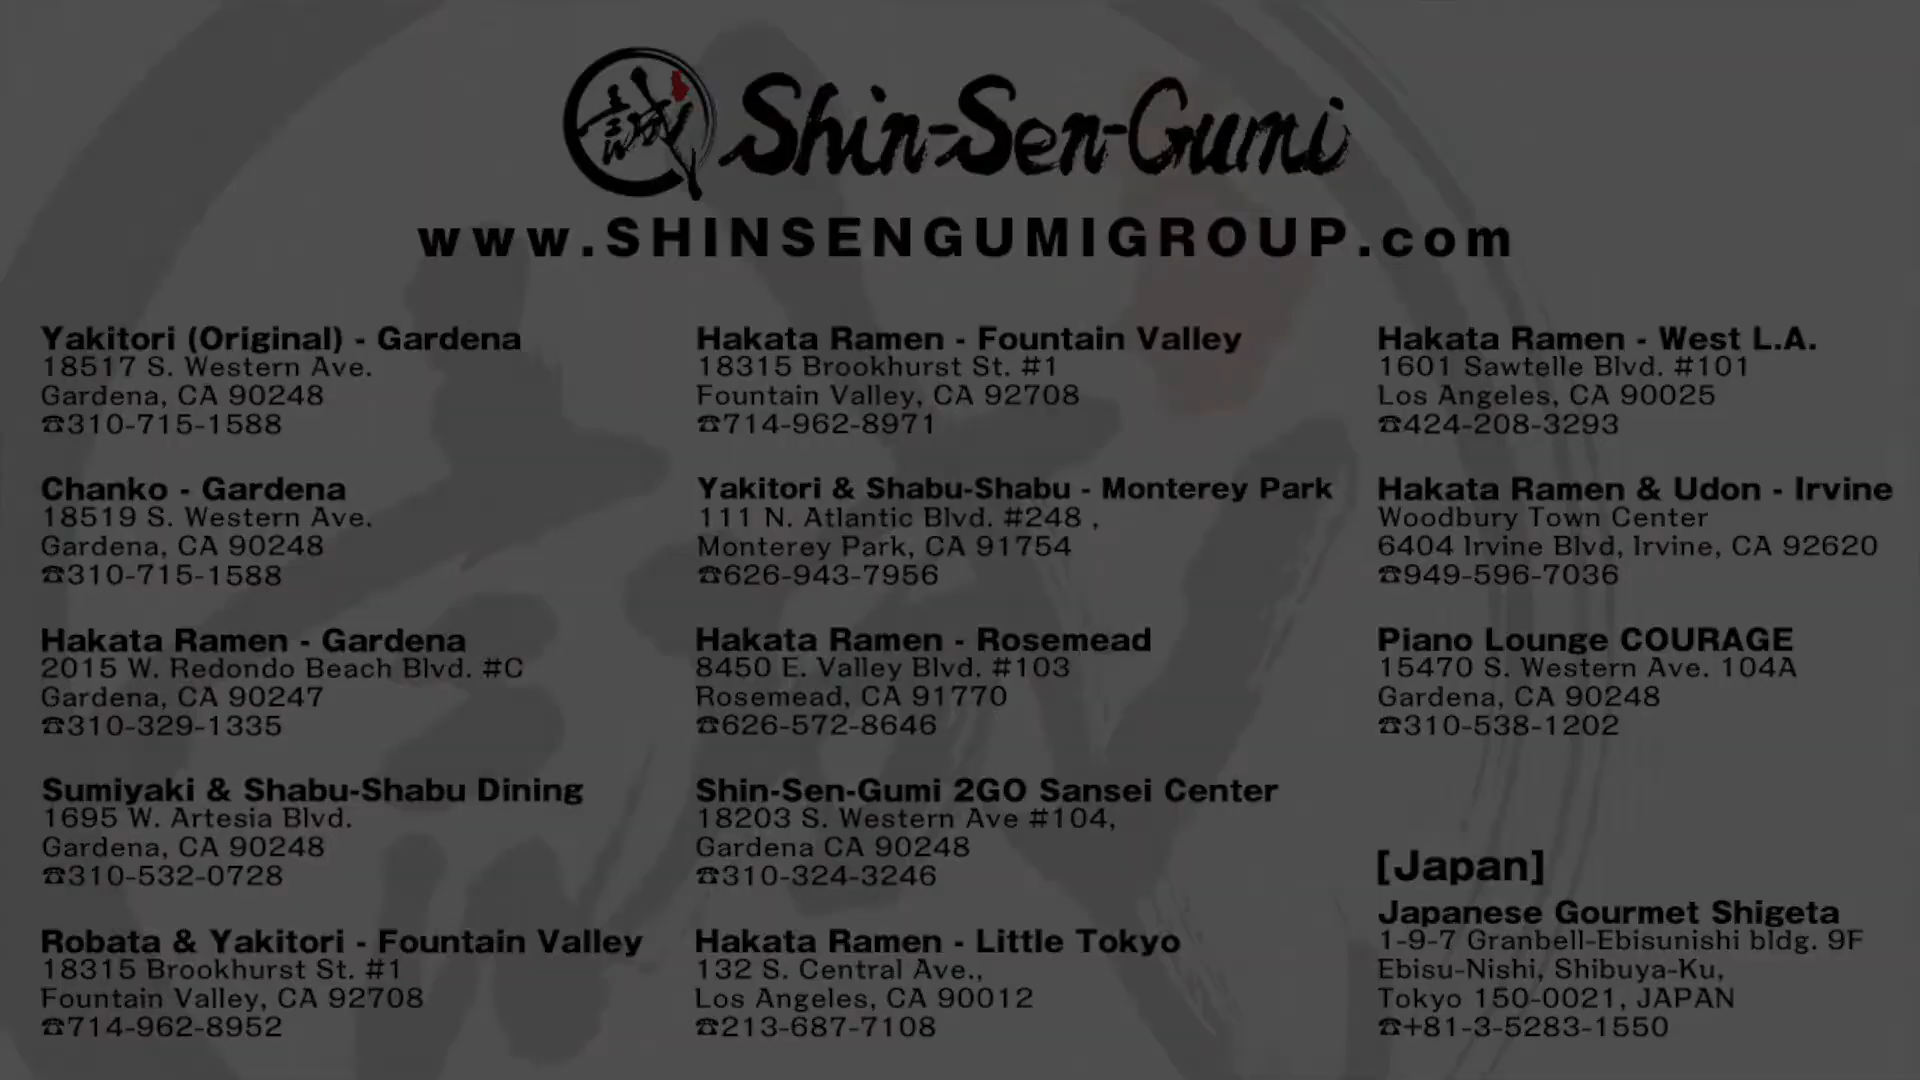 誠 Shin-Sen-Gumi
www.SHINSENGUMIGROUP.com
Yakitori (Original) - Gardena
18517 S. Western Ave.
Gardena, CA 90248
☎310-715-1588
Chanko - Gardena
18519 S. Western Ave.
Gardena, CA 90248
☎310-715-1588
Hakata Ramen - Gardena
2015 W. Redondo Beach Blvd. #C
Gardena, CA 90247
☎310-329-1335
Sumiyaki & Shabu-Shabu Dining
1695 W. Artesia Blvd.
Gardena, CA 90248
☎310-532-0728
Robata & Yakitori - Fountain Valley
18315 Brookhurst St. #1
Fountain Valley, CA 92708
☎714-962-8952
Hakata Ramen - Fountain Valley
18315 Brookhurst St. #1
Fountain Valley, CA 92708
☎714-962-8971
Yakitori & Shabu-Shabu - Monterey Park
111 N. Atlantic Blvd. #248 ,
Monterey Park, CA 91754
☎626-943-7956
Hakata Ramen - Rosemead
8450 E. Valley Blvd. #103
Rosemead, CA 91770
☎626-572-8646
Shin-Sen-Gumi 2GO Sansei Center
18203 S. Western Ave #104,
Gardena CA 90248
☎310-324-3246
Hakata Ramen - Little Tokyo
132 S. Central Ave.,
Los Angeles, CA 90012
☎213-687-7108
Hakata Ramen - West L.A.
1601 Sawtelle Blvd. #101
Los Angeles, CA 90025
☎424-208-3293
Hakata Ramen & Udon - Irvine
Woodbury Town Center
6404 Irvine Blvd, Irvine, CA 92620
☎949-596-7036
Piano Lounge COURAGE
15470 S. Western Ave. 104A
Gardena, CA 90248
☎310-538-1202
[Japan]
Japanese Gourmet Shigeta
1-9-7 Granbell-Ebisunishi bldg. 9F
Ebisu-Nishi, Shibuya-Ku,
Tokyo 150-0021, JAPAN
☎+81-3-5283-1550